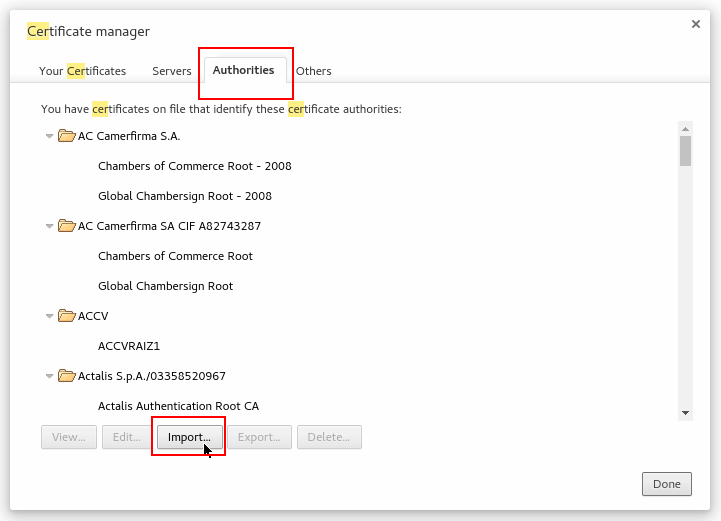 Certificate manager
Your Certificates Servers Authorities Others
You have certificates on file that identify these certificate authorities:
AC Camerfirma S.A.
Chambers of Commerce Root - 2008
Global Chambersign Root - 2008
AC Camerfirma SA CIF A82743287
Chambers of Commerce Root
Global Chambersign Root
ACCV
ACCVRAIZ1
Actalis S.p.A./03358520967
Actalis Authentication Root CA
View... Edit... Import... Export... Delete...
Done